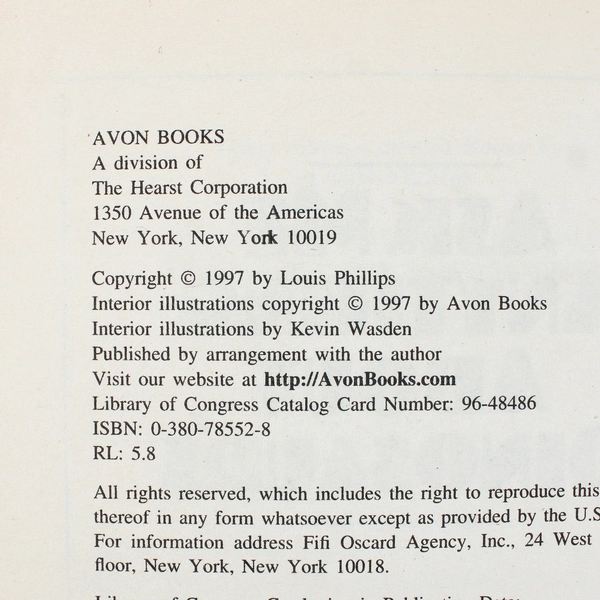 AVON BOOKS
A division of
The Hearst Corporation
1350 Avenue of the Americas
New York, New York 10019
Copyright © 1997 by Louis Phillips
Interior illustrations copyright © 1997 by Avon Books
Interior illustrations by Kevin Wasden
Published by arrangement with the author
Visit our website at http://AvonBooks.com
Library of Congress Catalog Card Number: 96-48486
ISBN: 0-380-78552-8
RL: 5.8
All rights reserved, which includes the right to reproduce this
thereof in any form whatsoever except as provided by the U.S
For information address Fifi Oscard Agency, Inc., 24 West
floor, New York, New York 10018.